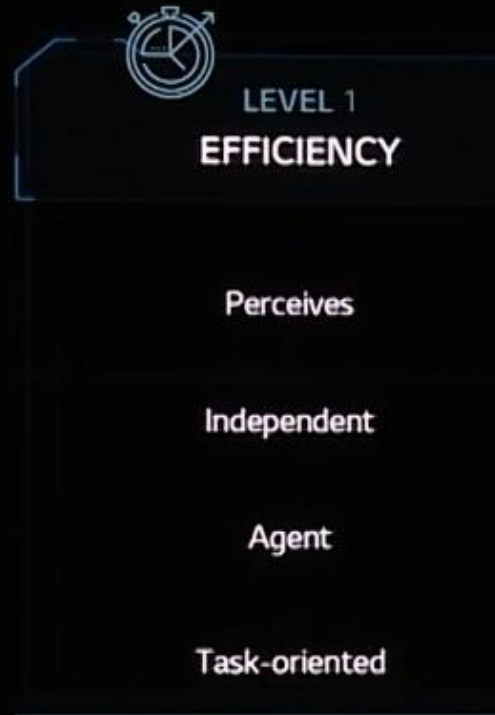 LEVEL 1
EFFICIENCY
Perceives
Independent
Agent
Task-oriented